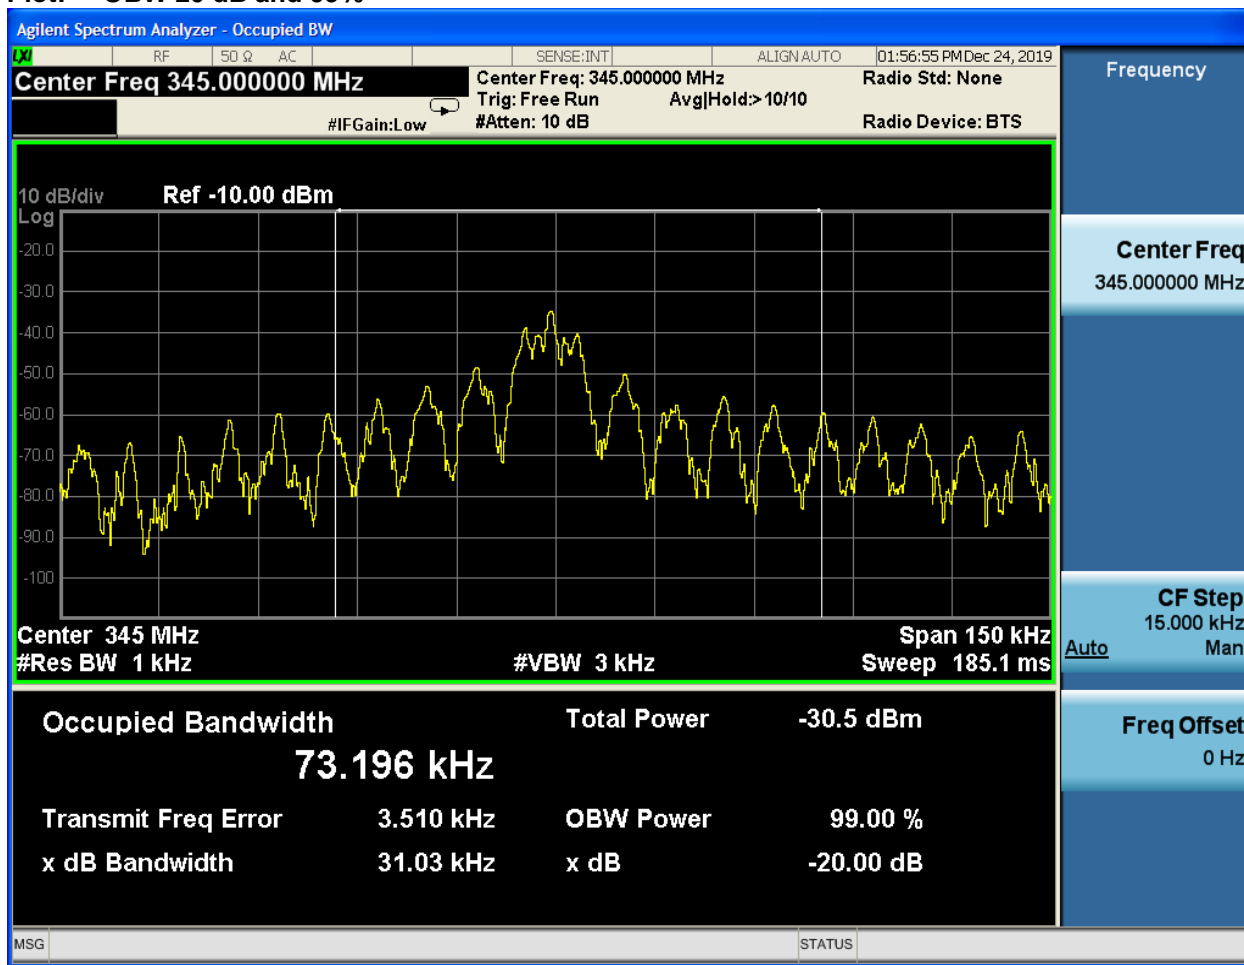 Agilent Spectrum Analyzer - Occupied BW
LXI RF 50 Ω AC SENSE:INT ALIGN AUTO 01:56:55 PM Dec 24, 2019
Center Freq 345.000000 MHz
Center Freq: 345.000000 MHz Radio Std: None
Trig: Free Run Avg|Hold:> 10/10
#IFGain:Low #Atten: 10 dB Radio Device: BTS
Frequency
10 dB/div Ref -10.00 dBm
Log
-20.0
-30.0
-40.0
-50.0
-60.0
-70.0
-80.0
-90.0
-100
Center 345 MHz Span 150 kHz
#Res BW 1 kHz #VBW 3 kHz Sweep 185.1 ms
Center Freq
345.000000 MHz
CF Step
15.000 kHz
Auto Man
Freq Offset
0 Hz
Occupied Bandwidth Total Power -30.5 dBm
73.196 kHz
Transmit Freq Error 3.510 kHz OBW Power 99.00 %
x dB Bandwidth 31.03 kHz x dB -20.00 dB
MSG STATUS